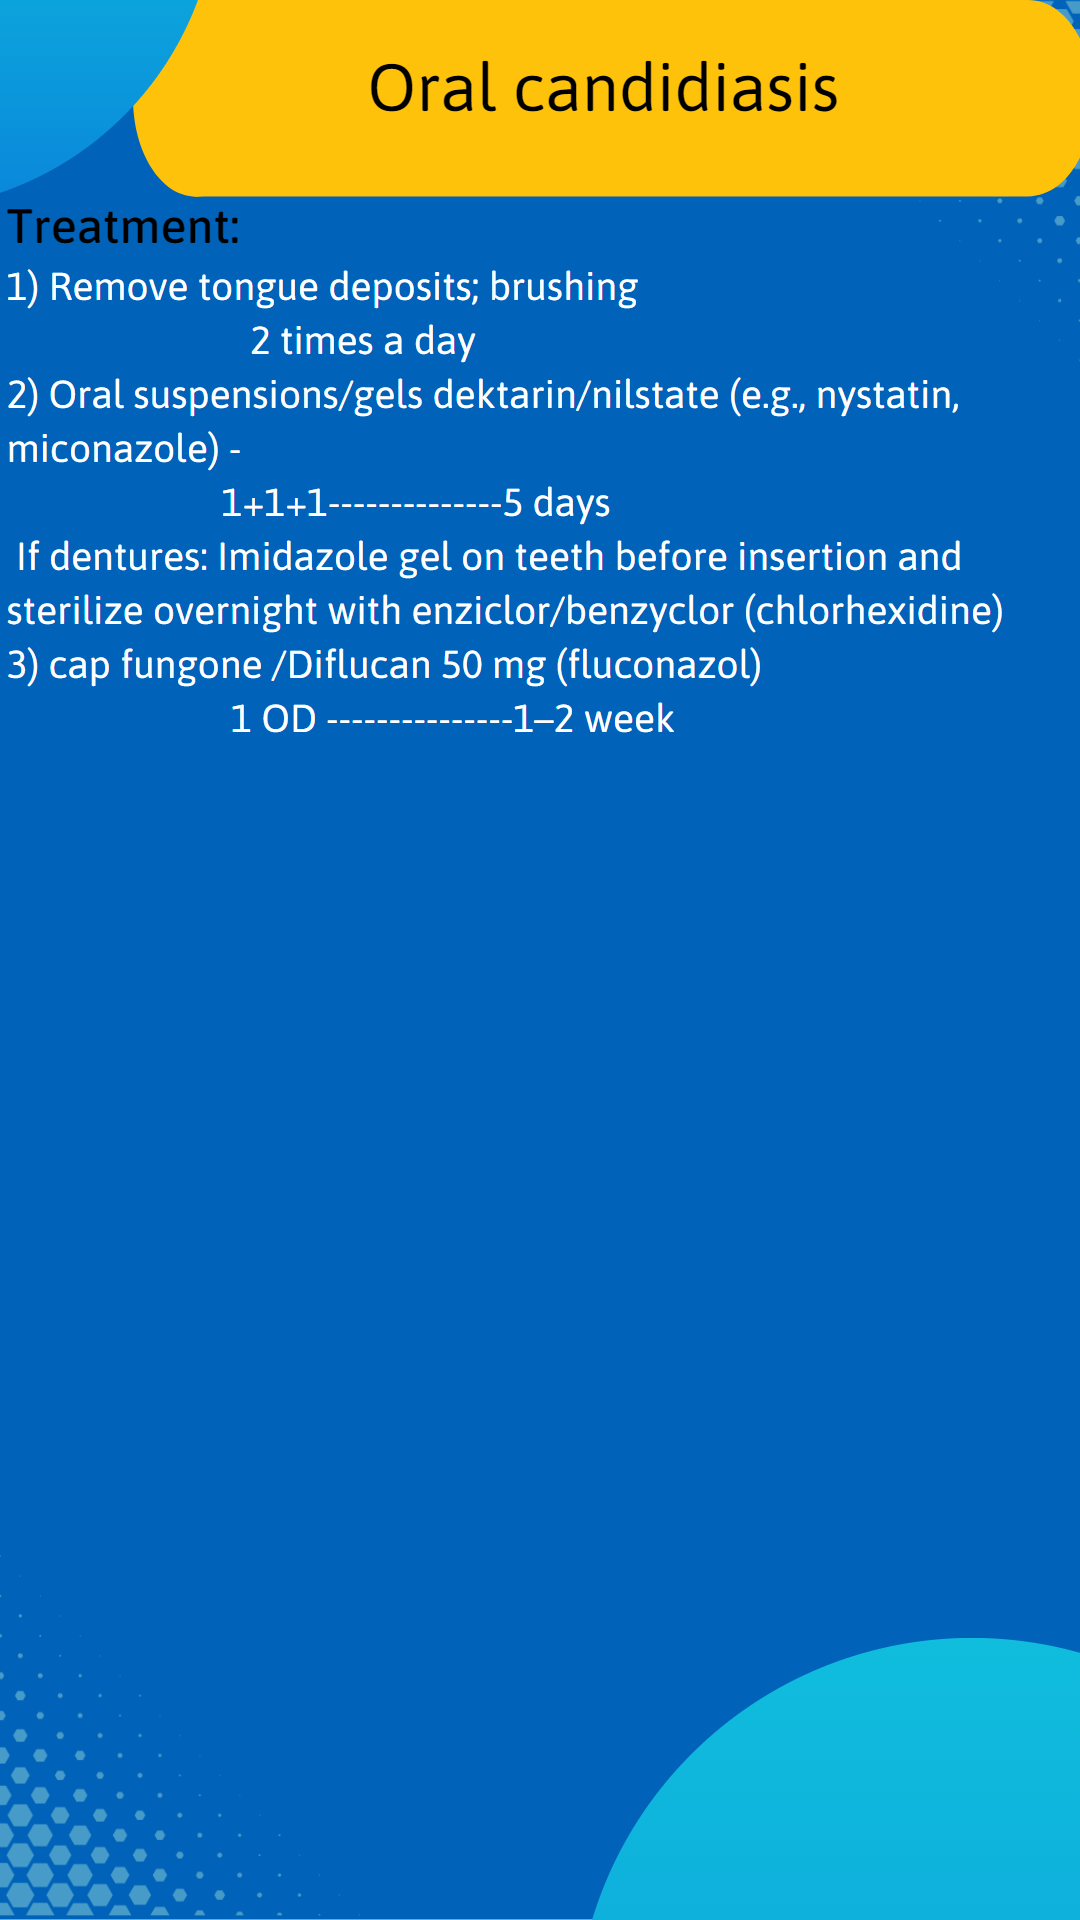 Oral candidiasis
Treatment:
1) Remove tongue deposits; brushing
2 times a day
2) Oral suspensions/gels dektarin/nilstate (e.g., nystatin,
miconazole) -
1+1+1--------------5 days
If dentures: Imidazole gel on teeth before insertion and
sterilize overnight with enziclor/benzyclor (chlorhexidine)
3) cap fungone /Diflucan 50 mg (fluconazol)
1 OD ---------------1–2 week